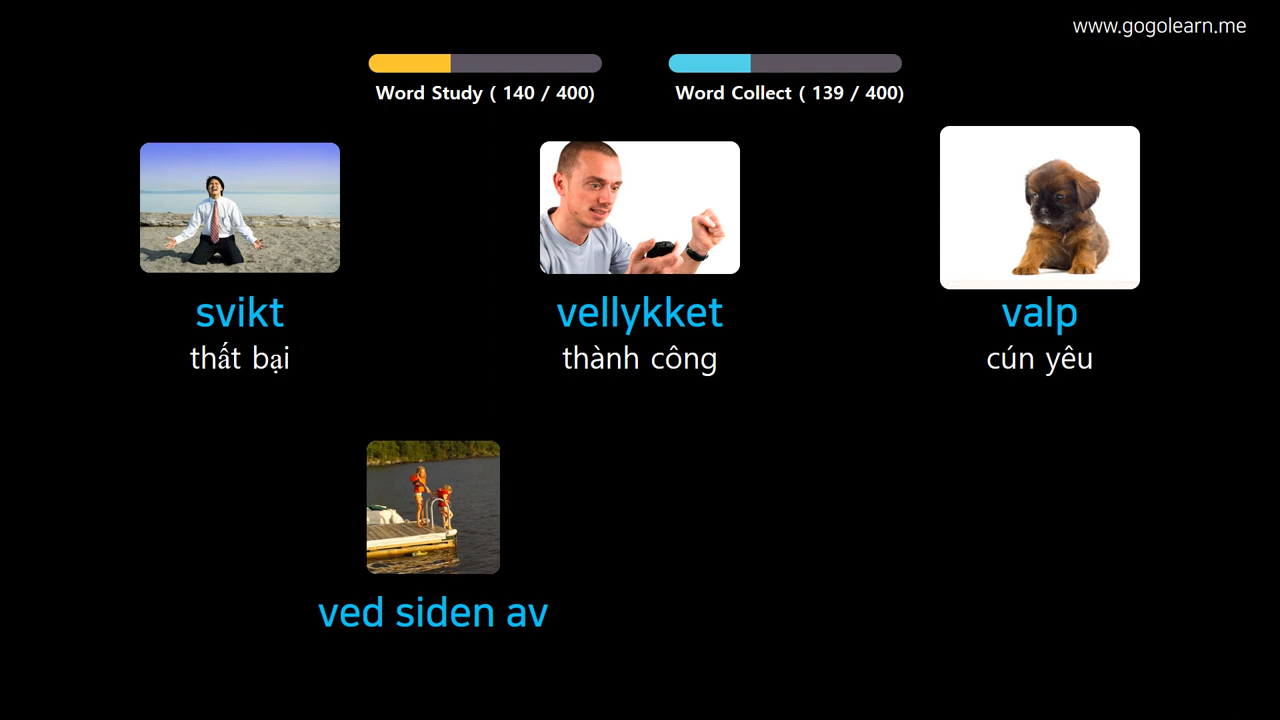 www.gogolearn.me
Word Study ( 140 / 400)
Word Collect ( 139 / 400)
svikt
thất bại
vellykket
thành công
valp
cún yêu
ved siden av